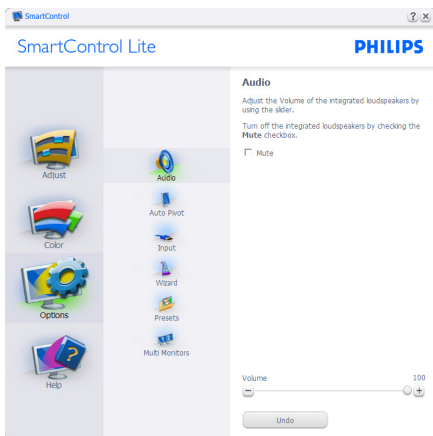 SmartControl
? ×
SmartControl Lite
PHILIPS
Adjust
Color
Options
Help
Audio
Auto Pivot
Input
Wizard
Presets
Multi Monitors
Audio
Adjust the Volume of the integrated loudspeakers by
using the slider.
Turn off the integrated loudspeakers by checking the
Mute checkbox.
Mute
Volume 100
Undo